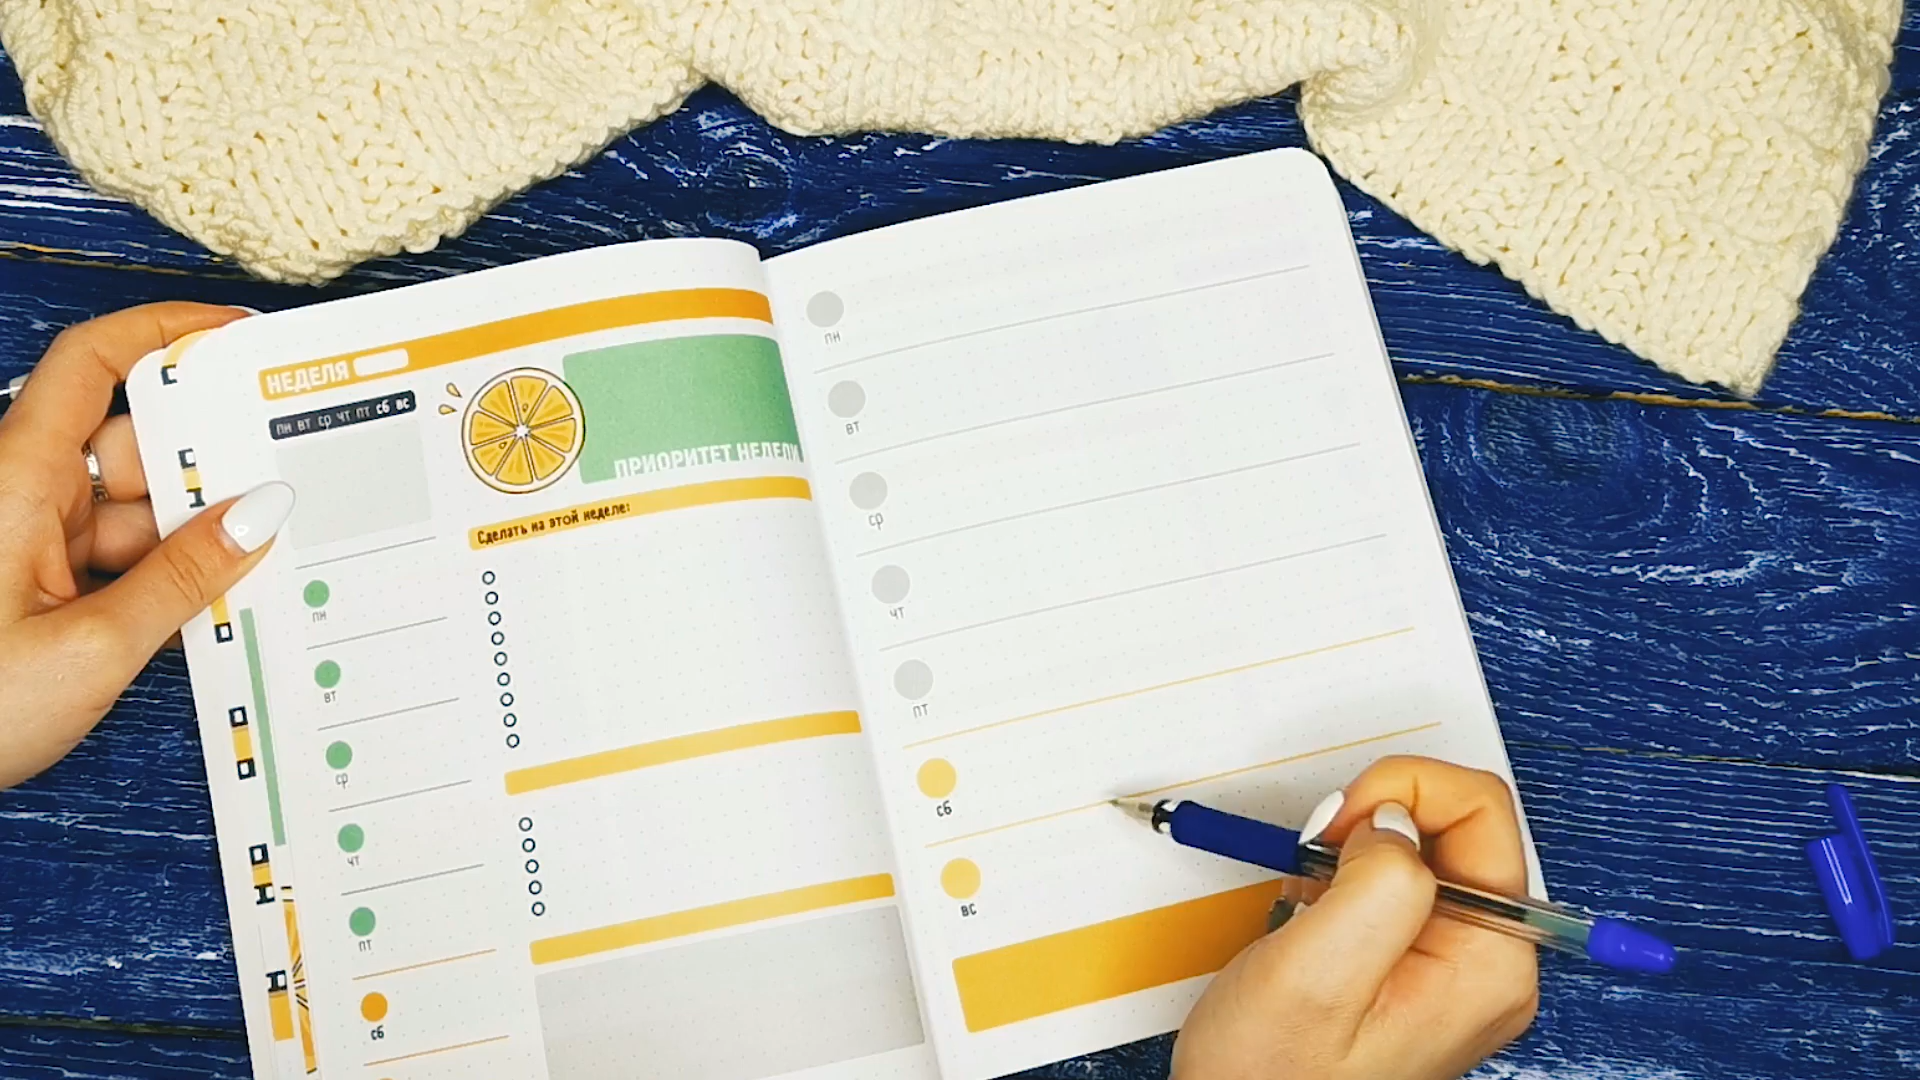 НЕДЕЛЯ
пн вт ср чт пт сб вс
ПРИОРИТЕТ НЕДЕЛИ
Сделать на этой неделе:
пн
вт
ср
чт
пт
сб
пн
вт
ср
чт
пт
сб
вс